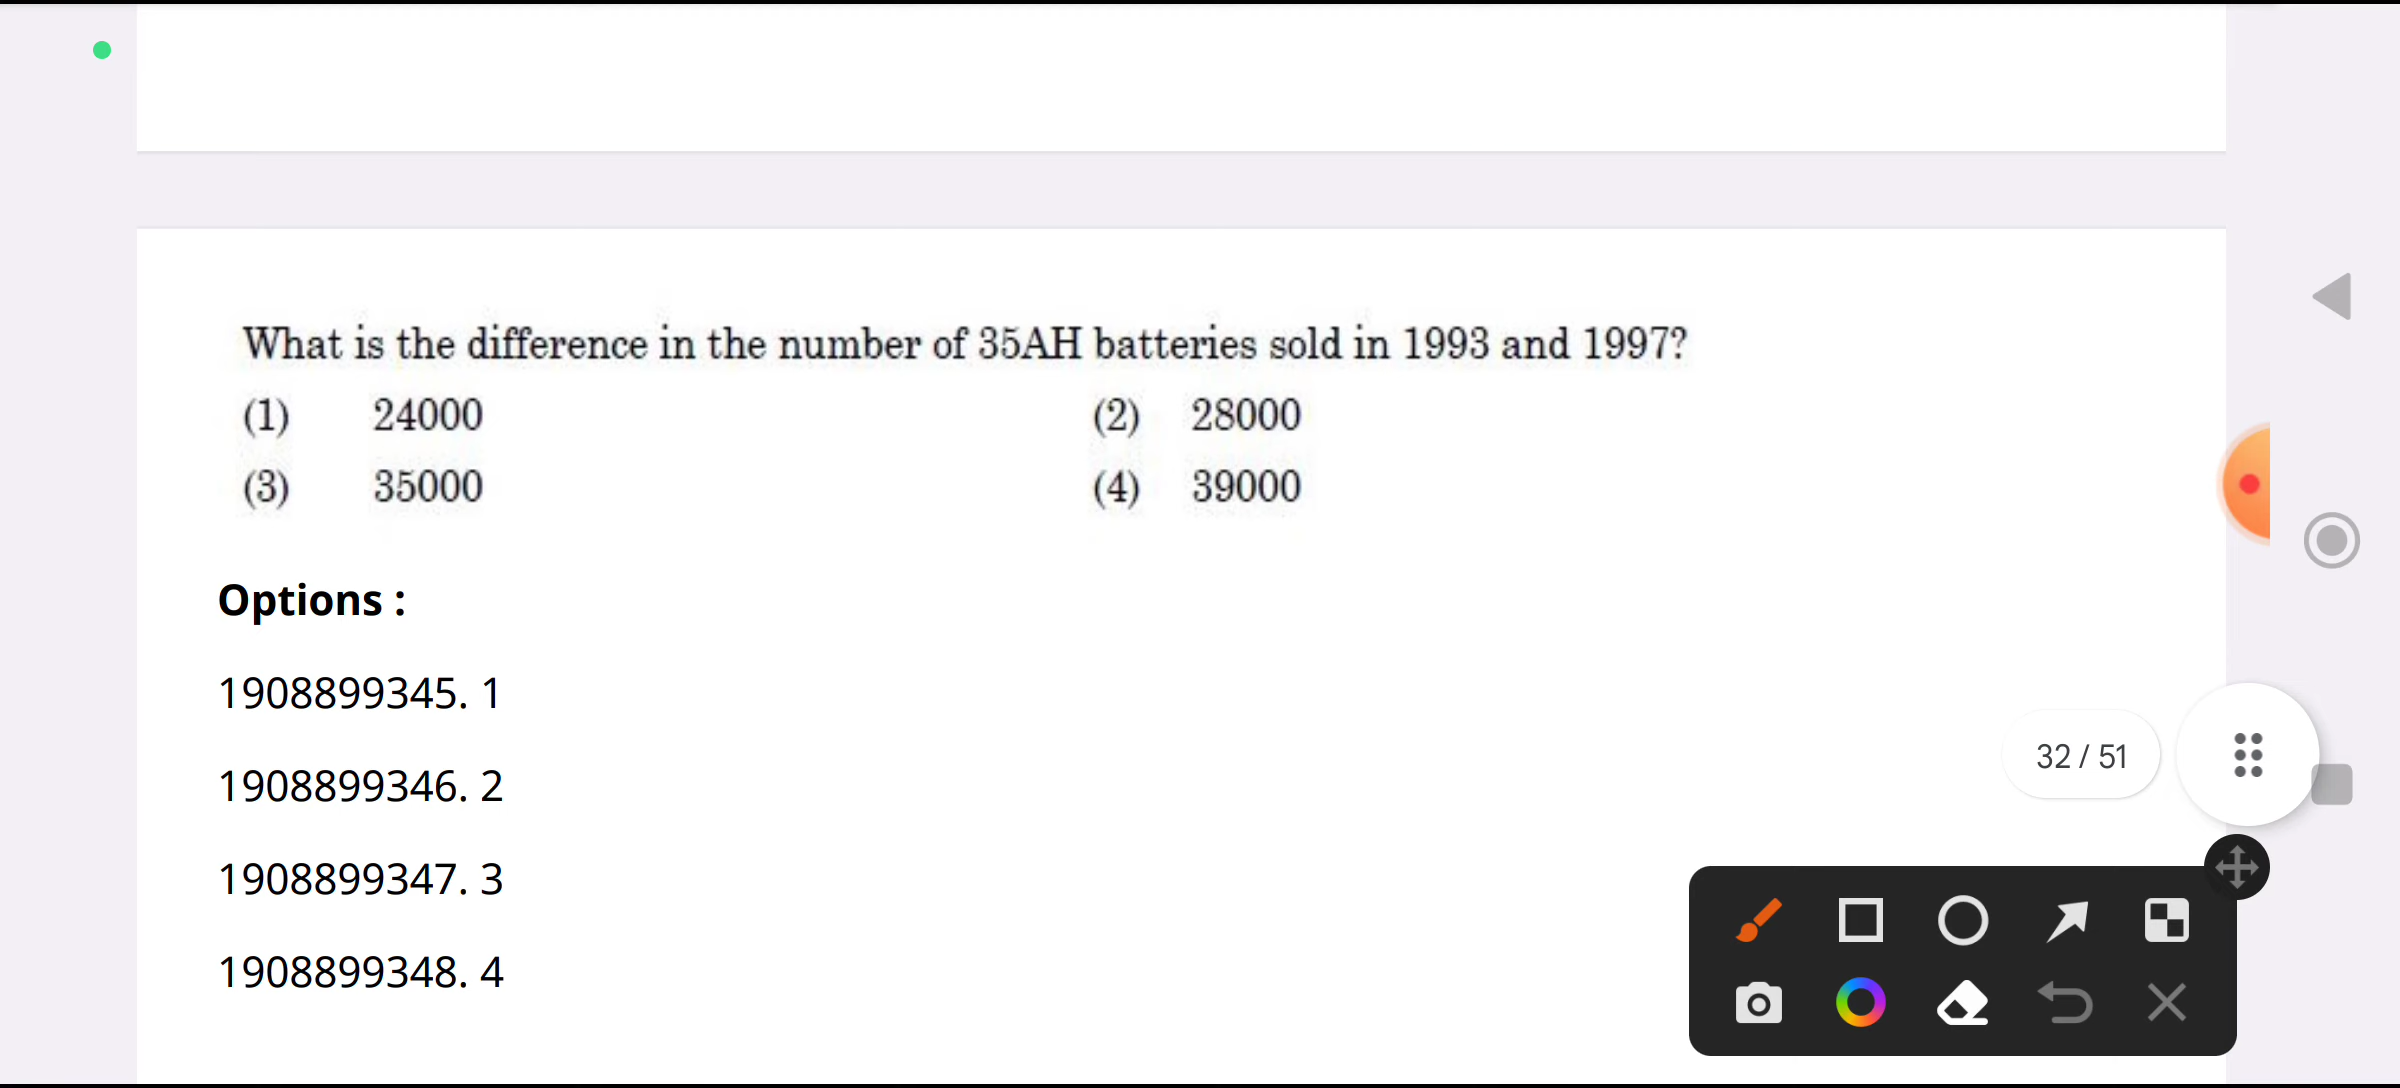 What is the difference in the number of 35AH batteries sold in 1993 and 1997?
(1) 24000 (2) 28000
(3) 35000 (4) 39000
Options :
1908899345. 1
1908899346. 2
1908899347. 3
1908899348. 4
32 / 51